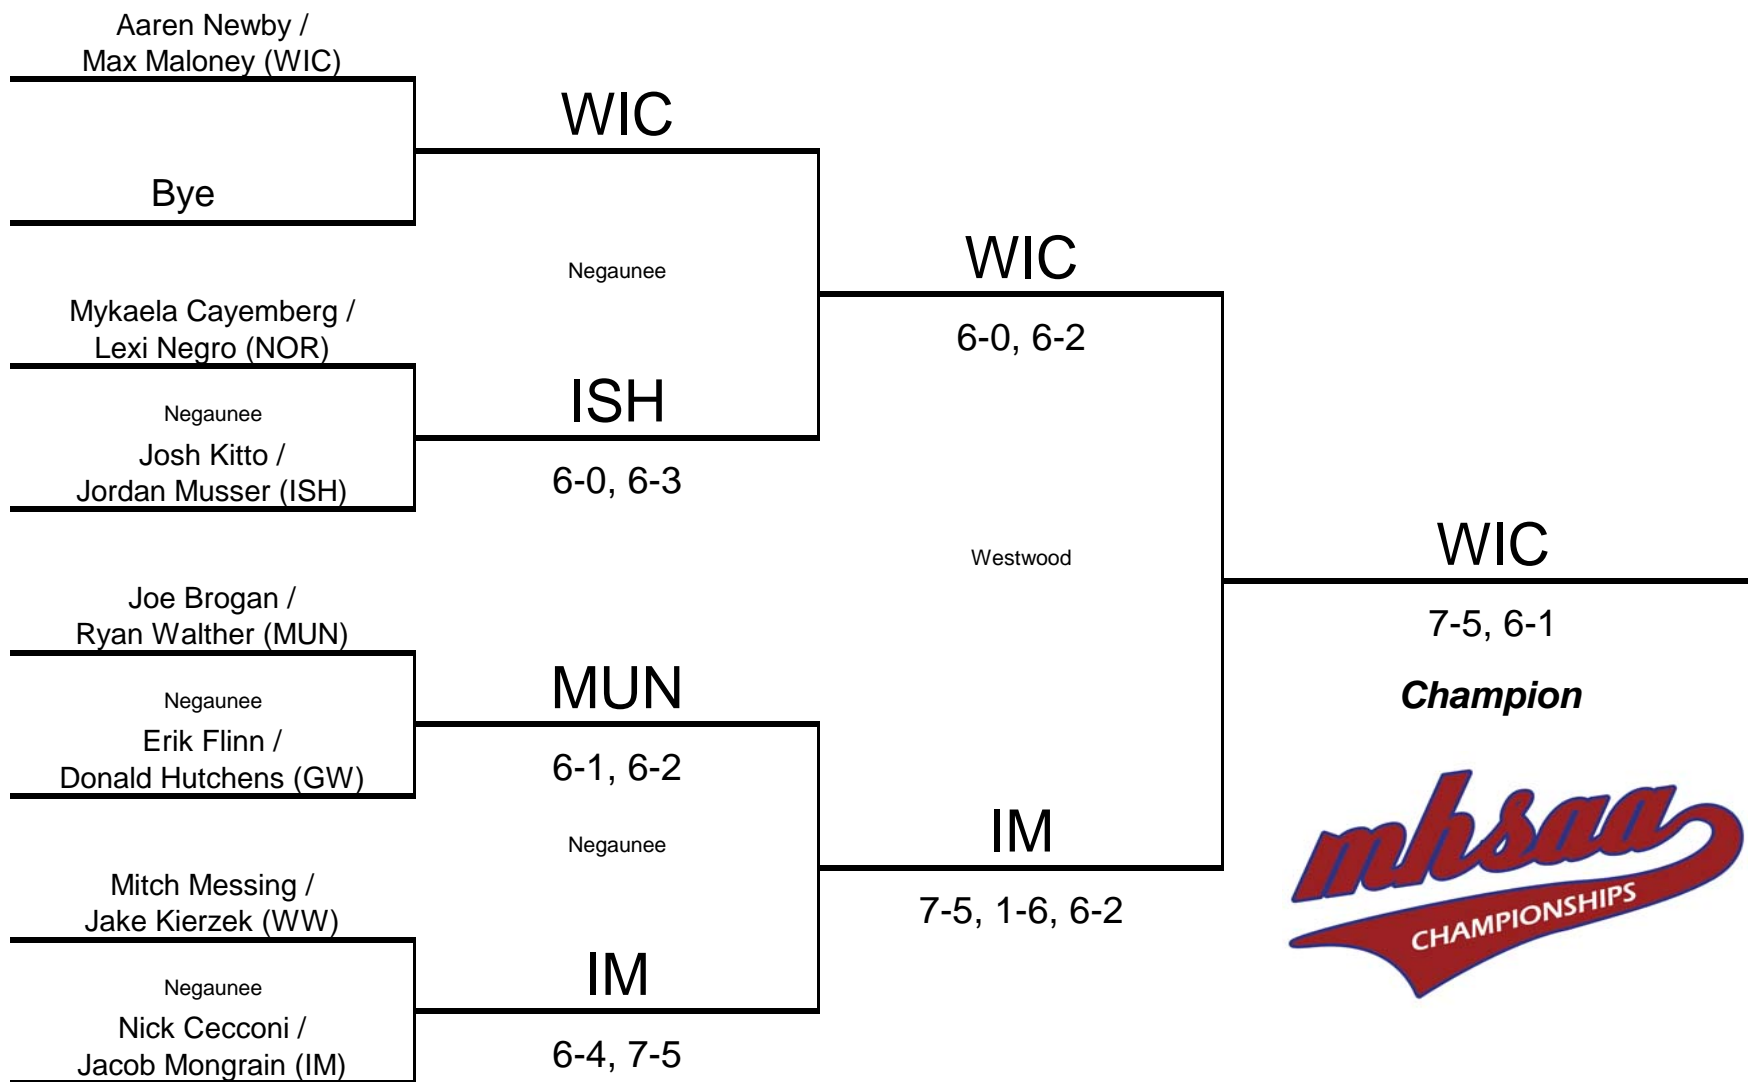 Aaren Newby /
Max Maloney (WIC)
Bye
Mykaela Cayemberg /
Lexi Negro (NOR)
Negaunee
Josh Kitto /
Jordan Musser (ISH)
Joe Brogan /
Ryan Walther (MUN)
Negaunee
Erik Flinn /
Donald Hutchens (GW)
Mitch Messing /
Jake Kierzek (WW)
Negaunee
Nick Cecconi /
Jacob Mongrain (IM)
WIC
Negaunee
ISH
6-0, 6-3
MUN
6-1, 6-2
Negaunee
IM
6-4, 7-5
WIC
6-0, 6-2
Westwood
IM
7-5, 1-6, 6-2
WIC
7-5, 6-1
Champion
mhsaa
CHAMPIONSHIPS